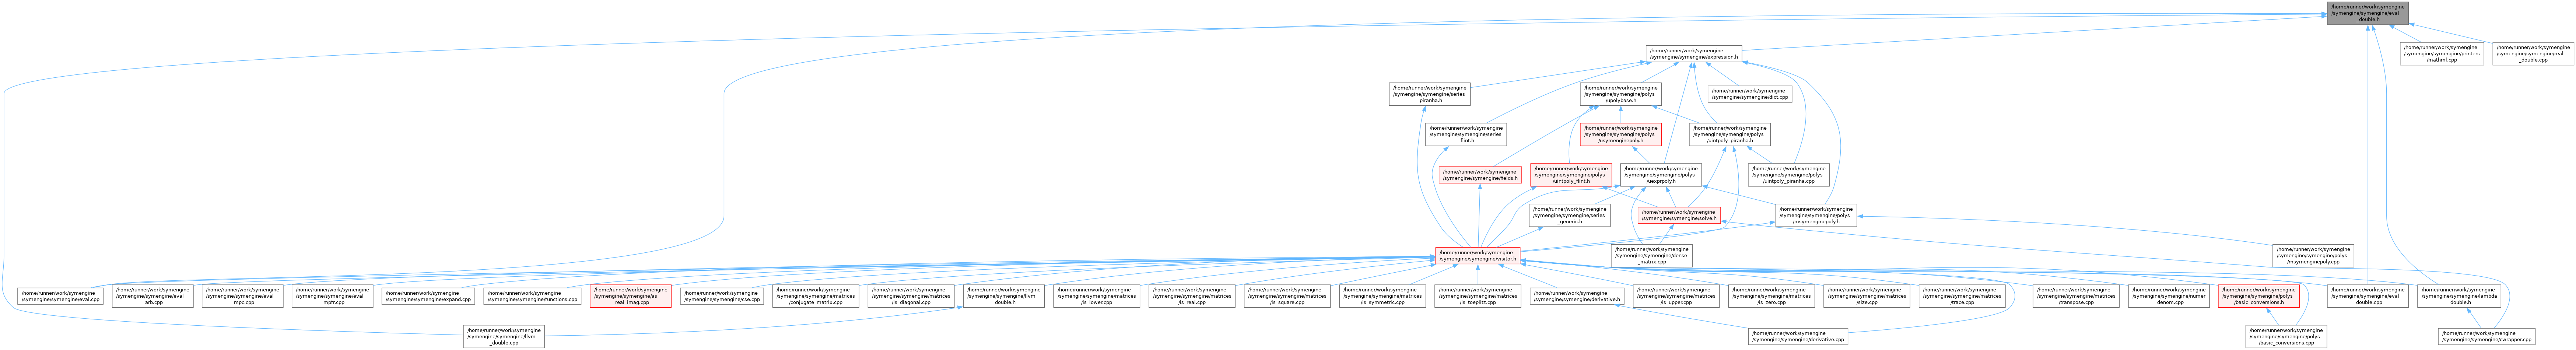 /home/runner/work/symengine
/symengine/symengine/eval
_double.h
/home/runner/work/symengine
/symengine/symengine/expression.h
/home/runner/work/symengine
/symengine/symengine/printers
/mathml.cpp
/home/runner/work/symengine
/symengine/symengine/real
_double.cpp
/home/runner/work/symengine
/symengine/symengine/series
_piranha.h
/home/runner/work/symengine
/symengine/symengine/polys
/upolybase.h
/home/runner/work/symengine
/symengine/symengine/dict.cpp
/home/runner/work/symengine
/symengine/symengine/series
_flint.h
/home/runner/work/symengine
/symengine/symengine/polys
/usymenginepoly.h
/home/runner/work/symengine
/symengine/symengine/polys
/uintpoly_piranha.h
/home/runner/work/symengine
/symengine/symengine/fields.h
/home/runner/work/symengine
/symengine/symengine/polys
/uintpoly_flint.h
/home/runner/work/symengine
/symengine/symengine/polys
/uexprpoly.h
/home/runner/work/symengine
/symengine/symengine/polys
/uintpoly_piranha.cpp
/home/runner/work/symengine
/symengine/symengine/series
_generic.h
/home/runner/work/symengine
/symengine/symengine/solve.h
/home/runner/work/symengine
/symengine/symengine/polys
/msymenginepoly.h
/home/runner/work/symengine
/symengine/symengine/visitor.h
/home/runner/work/symengine
/symengine/symengine/dense
_matrix.cpp
/home/runner/work/symengine
/symengine/symengine/polys
/msymenginepoly.cpp
/home/runner/work/symengine
/symengine/symengine/eval.cpp
/home/runner/work/symengine
/symengine/symengine/eval
_arb.cpp
/home/runner/work/symengine
/symengine/symengine/eval
_mpc.cpp
/home/runner/work/symengine
/symengine/symengine/eval
_mpfr.cpp
/home/runner/work/symengine
/symengine/symengine/expand.cpp
/home/runner/work/symengine
/symengine/symengine/functions.cpp
/home/runner/work/symengine
/symengine/symengine/as
_real_imag.cpp
/home/runner/work/symengine
/symengine/symengine/cse.cpp
/home/runner/work/symengine
/symengine/symengine/matrices
/conjugate_matrix.cpp
/home/runner/work/symengine
/symengine/symengine/matrices
/is_diagonal.cpp
/home/runner/work/symengine
/symengine/symengine/llvm
_double.h
/home/runner/work/symengine
/symengine/symengine/matrices
/is_lower.cpp
/home/runner/work/symengine
/symengine/symengine/matrices
/is_real.cpp
/home/runner/work/symengine
/symengine/symengine/matrices
/is_square.cpp
/home/runner/work/symengine
/symengine/symengine/matrices
/is_symmetric.cpp
/home/runner/work/symengine
/symengine/symengine/matrices
/is_toeplitz.cpp
/home/runner/work/symengine
/symengine/symengine/derivative.h
/home/runner/work/symengine
/symengine/symengine/matrices
/is_upper.cpp
/home/runner/work/symengine
/symengine/symengine/matrices
/is_zero.cpp
/home/runner/work/symengine
/symengine/symengine/matrices
/size.cpp
/home/runner/work/symengine
/symengine/symengine/matrices
/trace.cpp
/home/runner/work/symengine
/symengine/symengine/matrices
/transpose.cpp
/home/runner/work/symengine
/symengine/symengine/numer
_denom.cpp
/home/runner/work/symengine
/symengine/symengine/polys
/basic_conversions.h
/home/runner/work/symengine
/symengine/symengine/eval
_double.cpp
/home/runner/work/symengine
/symengine/symengine/lambda
_double.h
/home/runner/work/symengine
/symengine/symengine/llvm
_double.cpp
/home/runner/work/symengine
/symengine/symengine/derivative.cpp
/home/runner/work/symengine
/symengine/symengine/polys
/basic_conversions.cpp
/home/runner/work/symengine
/symengine/symengine/cwrapper.cpp